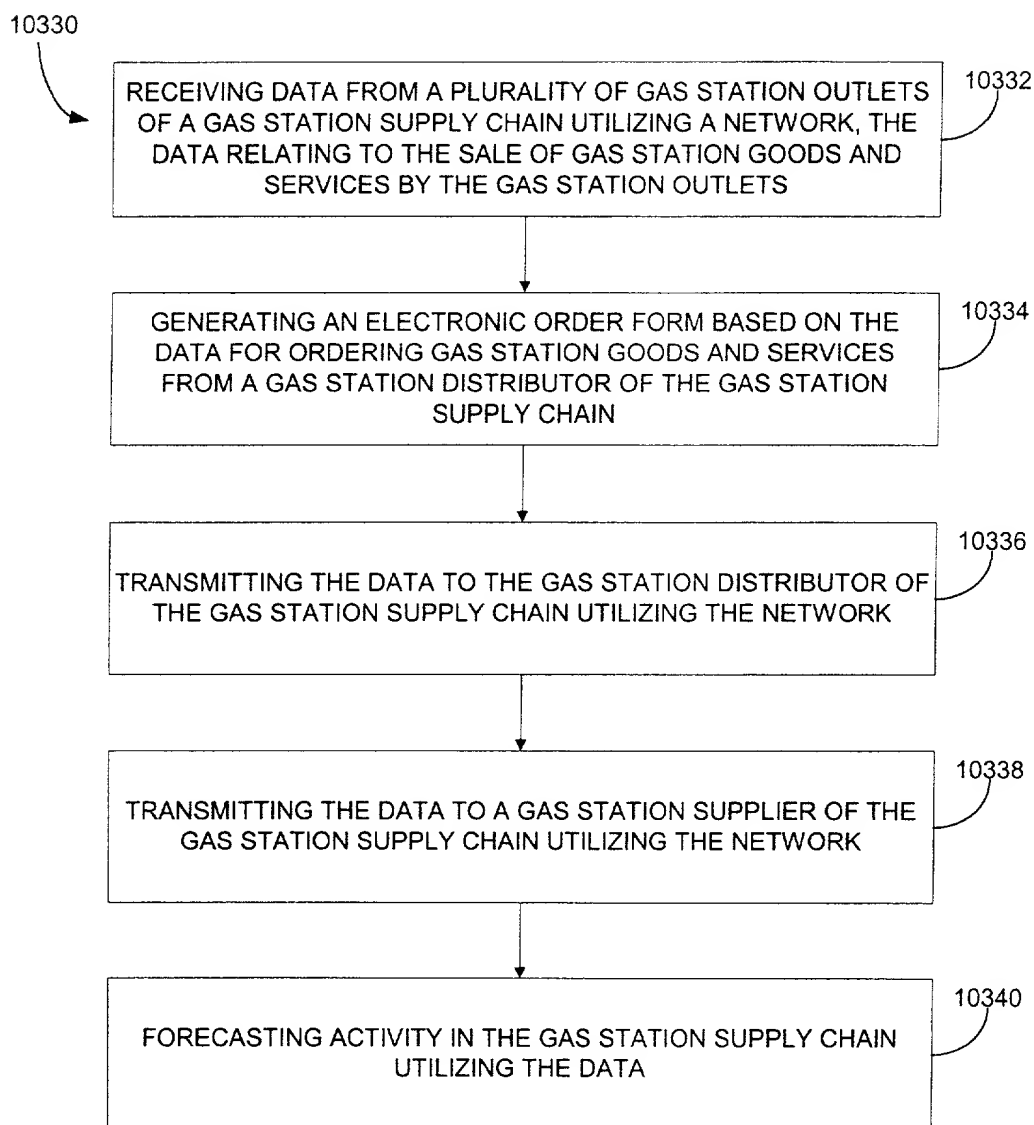 10330
RECEIVING DATA FROM A PLURALITY OF GAS STATION OUTLETS
OF A GAS STATION SUPPLY CHAIN UTILIZING A NETWORK, THE
DATA RELATING TO THE SALE OF GAS STATION GOODS AND
SERVICES BY THE GAS STATION OUTLETS
10332
GENERATING AN ELECTRONIC ORDER FORM BASED ON THE
DATA FOR ORDERING GAS STATION GOODS AND SERVICES
FROM A GAS STATION DISTRIBUTOR OF THE GAS STATION
SUPPLY CHAIN
10334
TRANSMITTING THE DATA TO THE GAS STATION DISTRIBUTOR OF
THE GAS STATION SUPPLY CHAIN UTILIZING THE NETWORK
10336
TRANSMITTING THE DATA TO A GAS STATION SUPPLIER OF THE
GAS STATION SUPPLY CHAIN UTILIZING THE NETWORK
10338
FORECASTING ACTIVITY IN THE GAS STATION SUPPLY CHAIN
UTILIZING THE DATA
10340